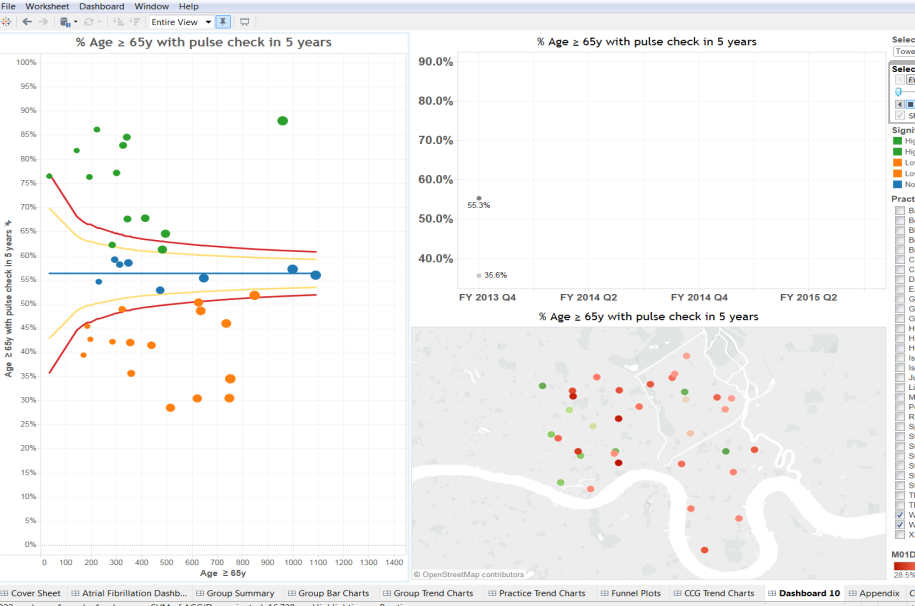 File Worksheet Dashboard Window Help
Entire View
% Age ≥ 65y with pulse check in 5 years
100%
95%
90%
85%
80%
75%
70%
65%
60%
55%
50%
45%
40%
35%
30%
25%
20%
15%
10%
5%
0%
Age ≥ 65y with pulse check in 5 years
0 100 200 300 400 500 600 700 800 900 1000 1100 1200 1300 1400
Age ≥ 65y
% Age ≥ 65y with pulse check in 5 years
90.0%
80.0%
70.0%
60.0%
50.0%
40.0%
55.3%
35.6%
FY 2013 Q4 FY 2014 Q2 FY 2014 Q4 FY 2015 Q2
% Age ≥ 65y with pulse check in 5 years
© OpenStreetMap contributors
Selec
Towe
Selec
FY
Signi
Hig
Hig
Lov
Lov
No
Pract
M01D
28.5%
Cover Sheet Atrial Fibrillation Dashb... Group Summary Group Bar Charts Group Trend Charts Practice Trend Charts Funnel Plots CCG Trend Charts Dashboard 10 Appendix